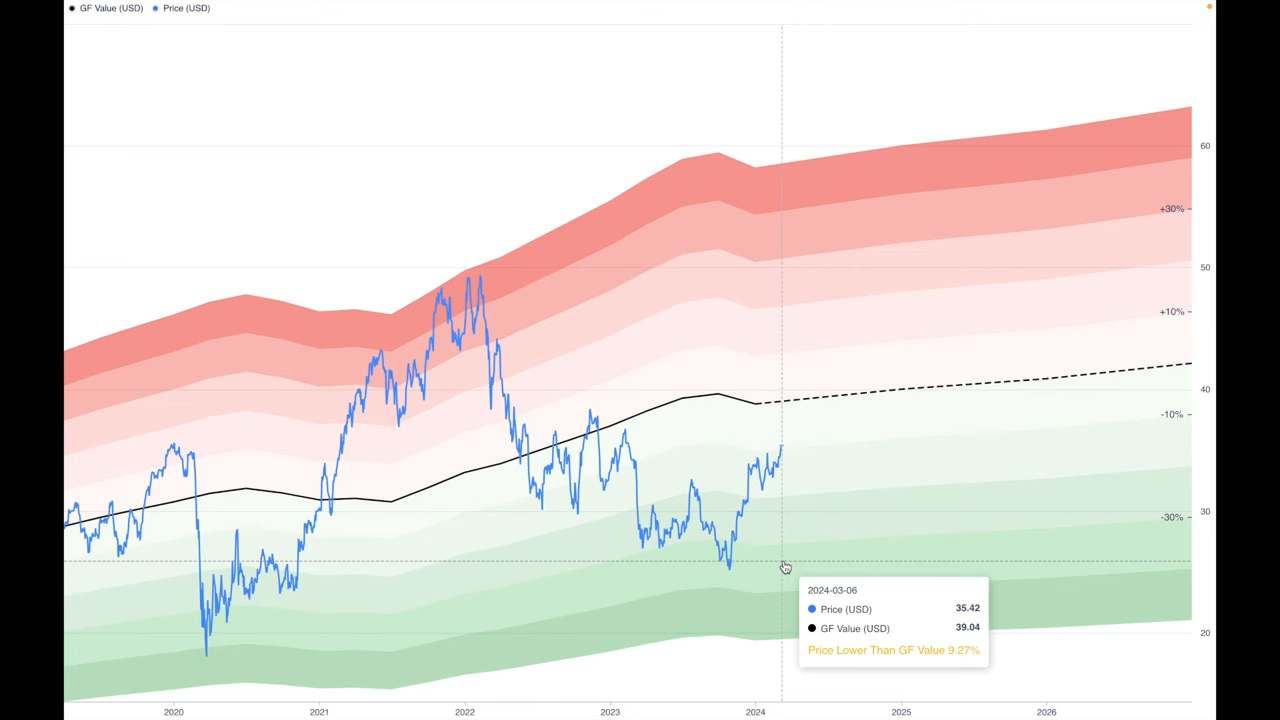 GF Value (USD) Price (USD)
60
+30%
50
+10%
40
-10%
30
-30%
2024-03-06
Price (USD) 35.42
GF Value (USD) 39.04
20
Price Lower Than GF Value 9.27%
2020 2021 2022 2023 2024 2025 2026